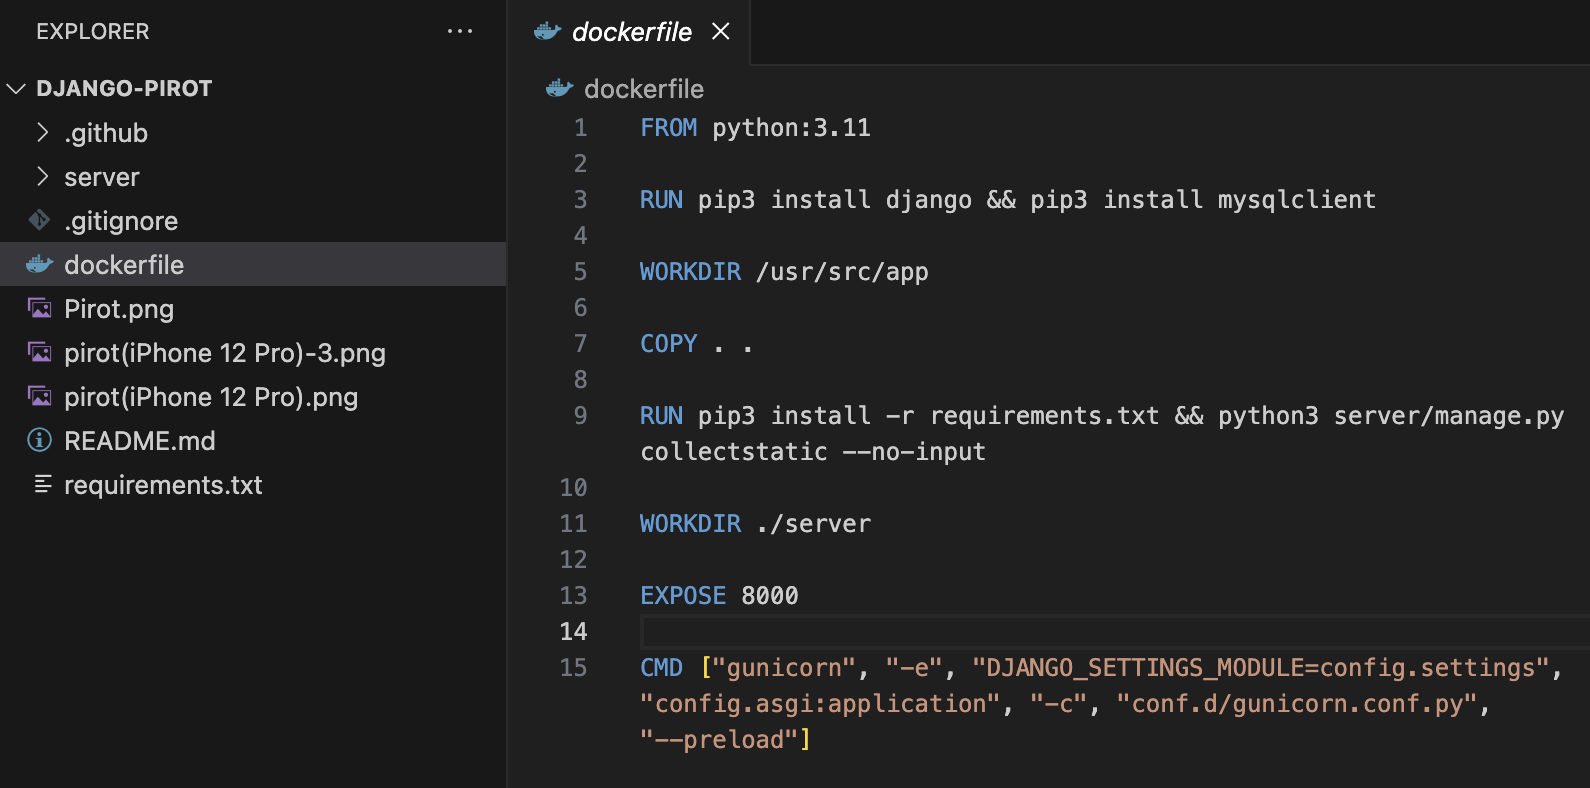 EXPLORER ...
DJANGO-PIROT
.github
server
.gitignore
dockerfile
Pirot.png
pirot(iPhone 12 Pro)-3.png
pirot(iPhone 12 Pro).png
README.md
requirements.txt
dockerfile
dockerfile
1 FROM python:3.11
2
3 RUN pip3 install django && pip3 install mysqlclient
4
5 WORKDIR /usr/src/app
6
7 COPY . .
8
9 RUN pip3 install -r requirements.txt && python3 server/manage.py
collectstatic --no-input
10
11 WORKDIR ./server
12
13 EXPOSE 8000
14
15 CMD ["gunicorn", "-e", "DJANGO_SETTINGS_MODULE=config.settings",
"config.asgi:application", "-c", "conf.d/gunicorn.conf.py",
"--preload"]